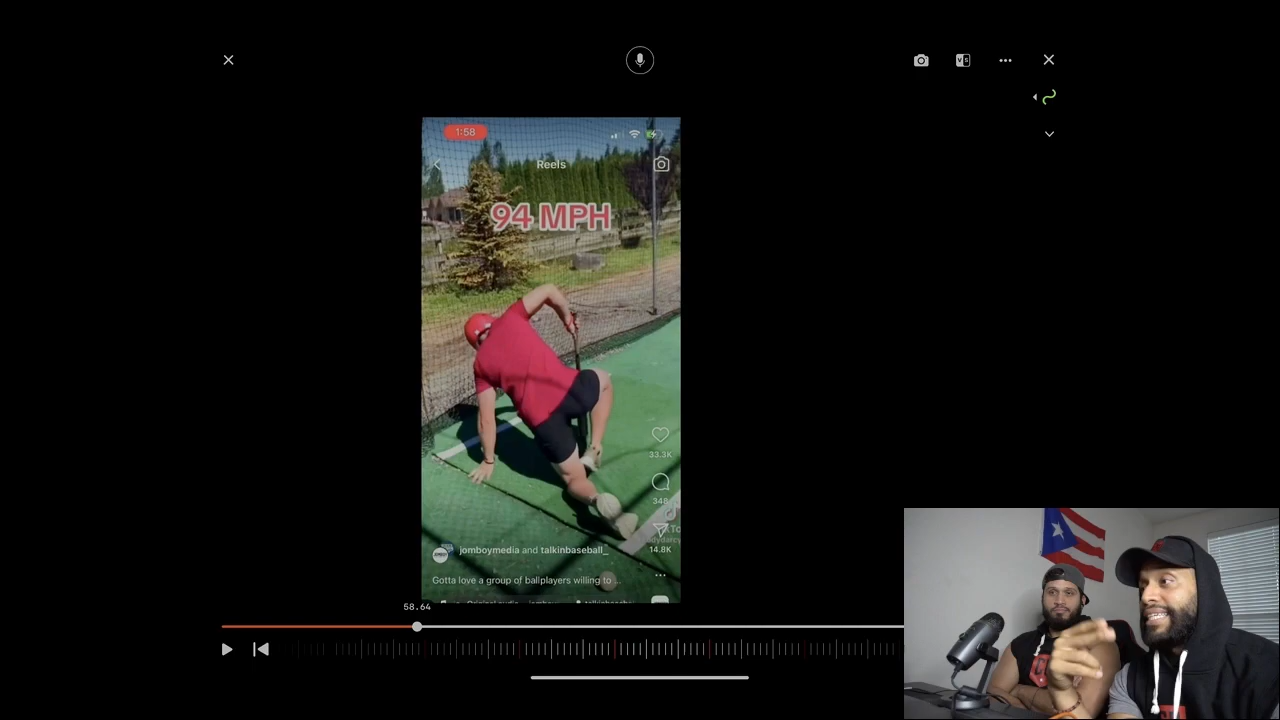 1:58
Reels
94 MPH
33.3K
348
14.8K
jomboymedia and talkinbaseball_
Gotta love a group of ballplayers willing to ...
58.64